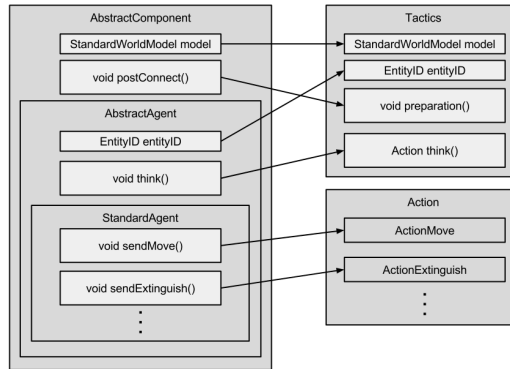 AbstractComponent
StandardWorldModel model
void postConnect()
AbstractAgent
EntityID entityID
void think()
StandardAgent
void sendMove()
void sendExtinguish()
Tactics
StandardWorldModel model
EntityID entityID
void preparation()
Action think()
Action
ActionMove
ActionExtinguish